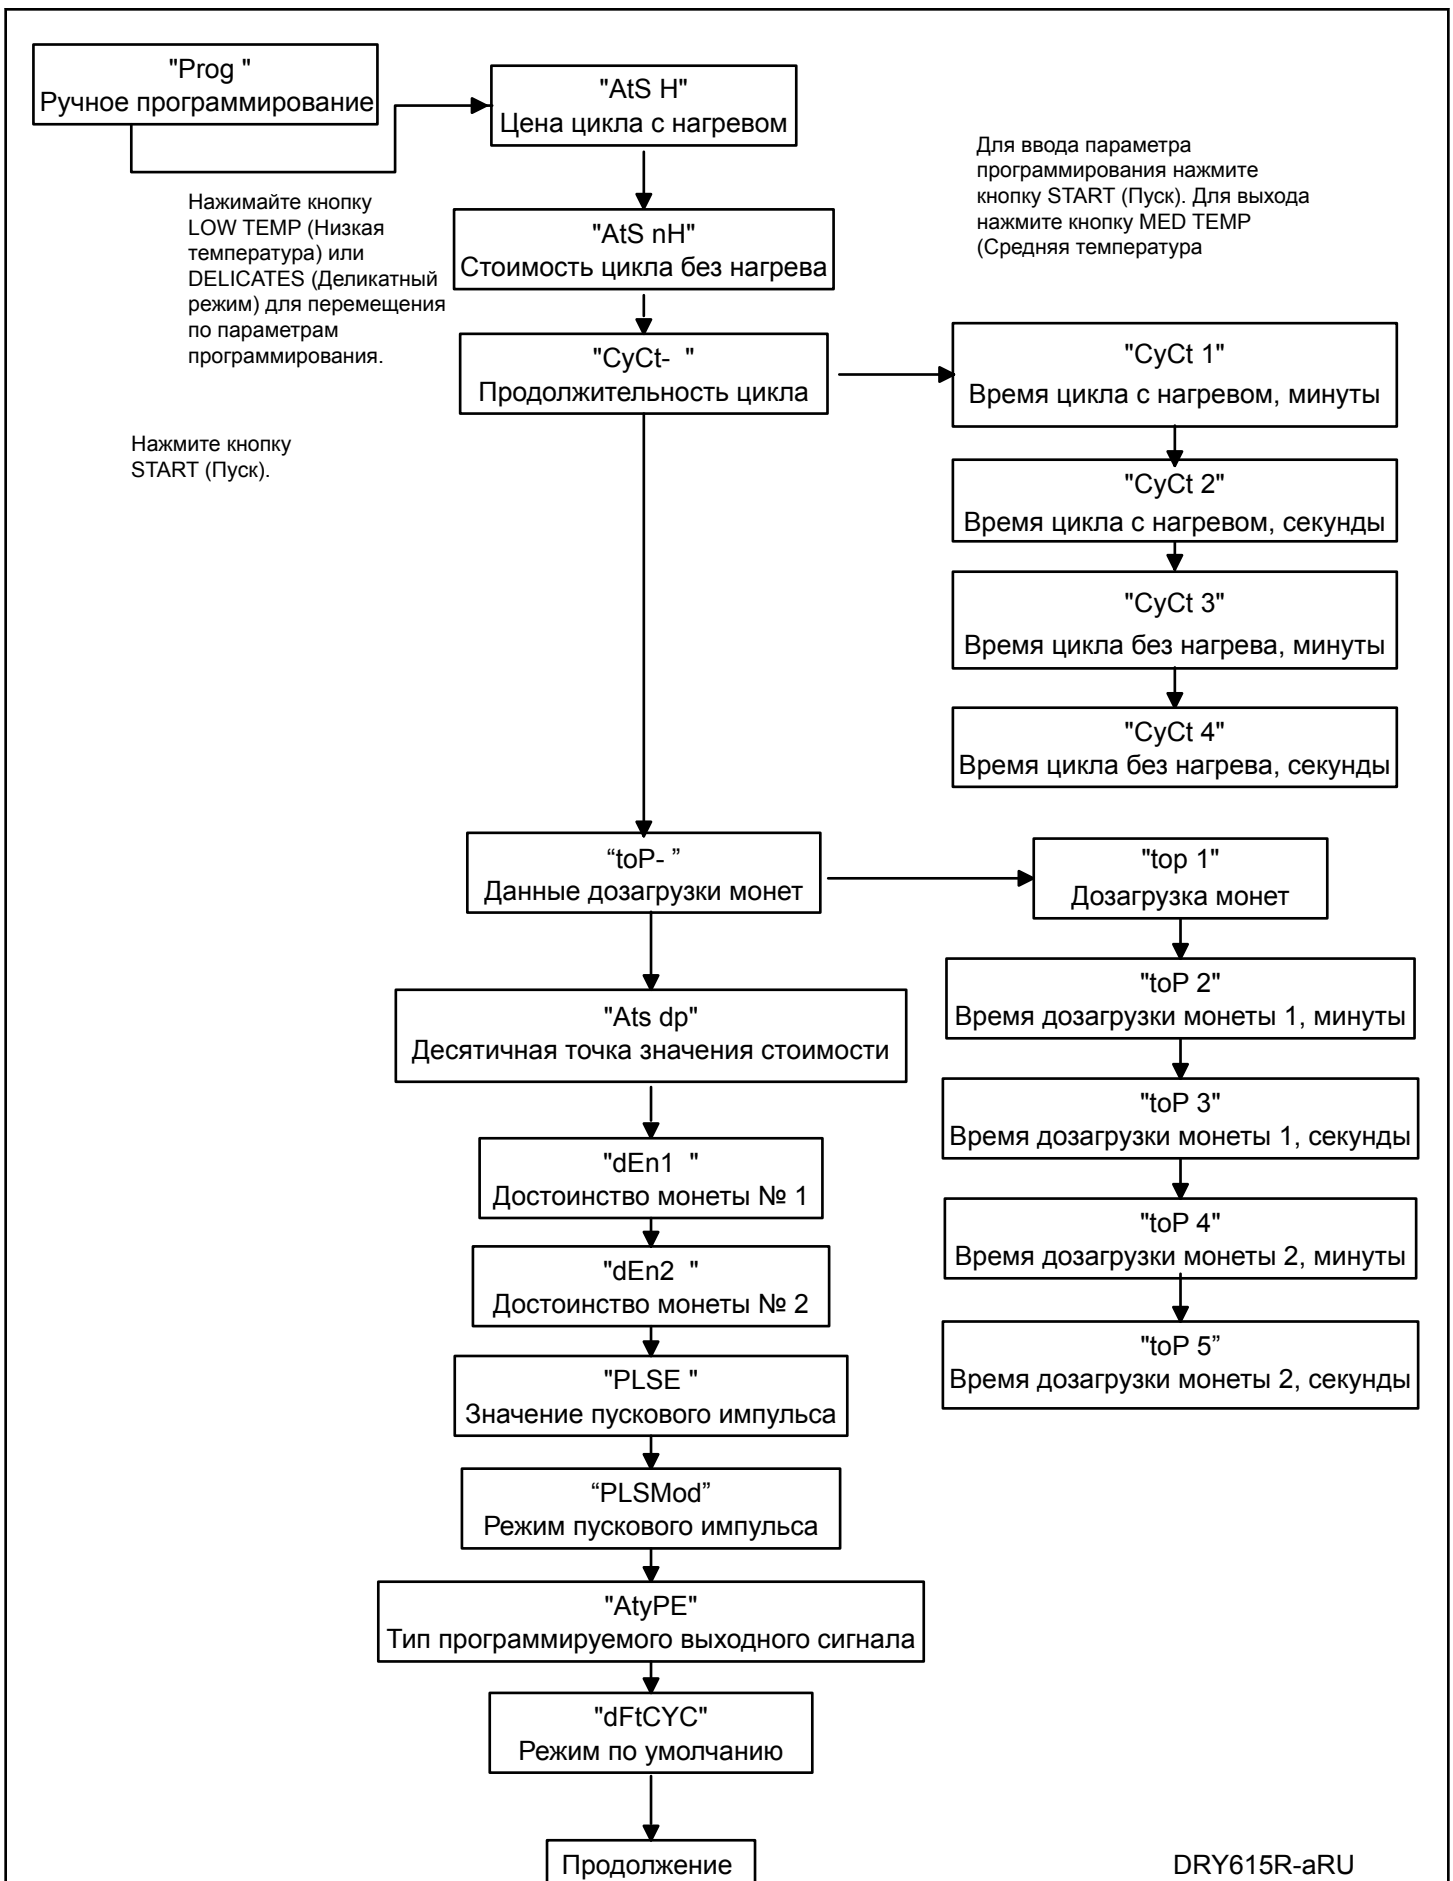 "Prog "
Ручное программирование
"AtS H"
Цена цикла с нагревом
Для ввода параметра
программирования нажмите
кнопку START (Пуск). Для выхода
нажмите кнопку MED TEMP
(Средняя температура
Нажимайте кнопку
LOW TEMP (Низкая
температура) или
DELICATES (Деликатный
режим) для перемещения
по параметрам
программирования.
"AtS nH"
Стоимость цикла без нагрева
"CyCt-  "
Продолжительность цикла
"CyCt 1"
Время цикла с нагревом, минуты
Нажмите кнопку
START (Пуск).
"CyCt 2"
Время цикла с нагревом, секунды
"CyCt 3"
Время цикла без нагрева, минуты
"CyCt 4"
Время цикла без нагрева, секунды
“toP- ”
Данные дозагрузки монет
"top 1"
Дозагрузка монет
"toP 2"
Время дозагрузки монеты 1, минуты
"Ats dp"
Десятичная точка значения стоимости
"toP 3"
Время дозагрузки монеты 1, секунды
"dEn1  "
Достоинство монеты № 1
"toP 4"
Время дозагрузки монеты 2, минуты
"dEn2  "
Достоинство монеты № 2
"toP 5”
Время дозагрузки монеты 2, секунды
"PLSE "
Значение пускового импульса
“PLSMod”
Режим пускового импульса
"AtyPE"
Тип программируемого выходного сигнала
"dFtCYC"
Режим по умолчанию
Продолжение
DRY615R-aRU